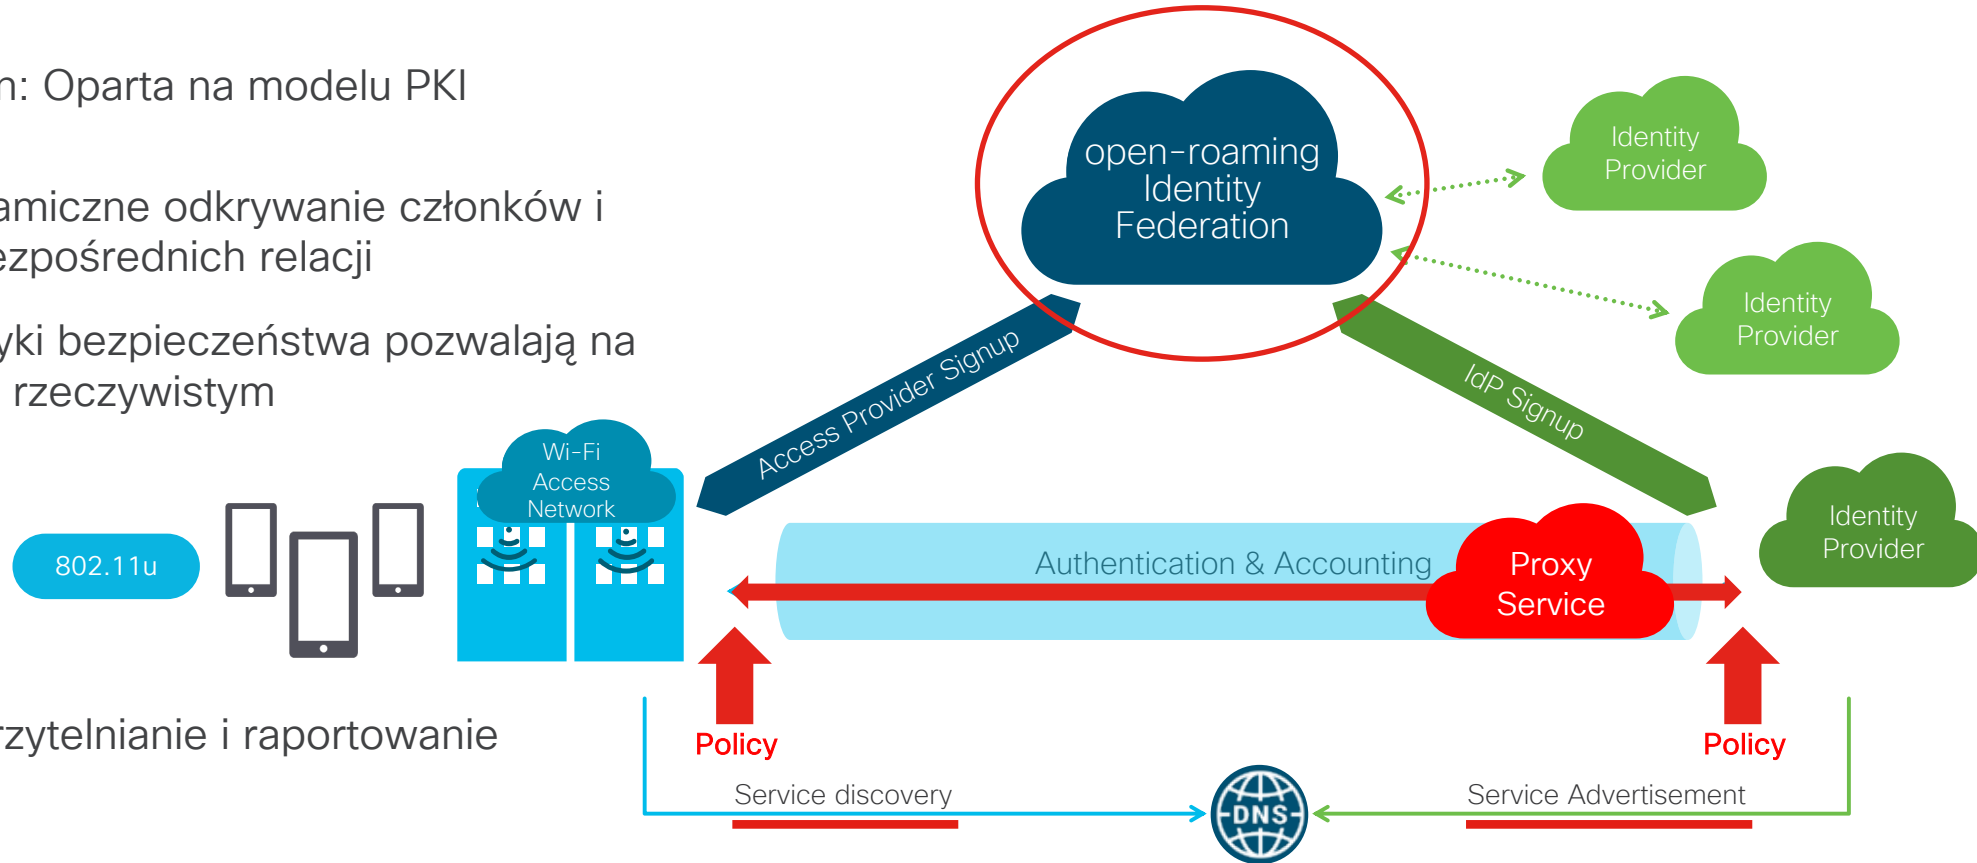 n: Oparta na modelu PKI
amiczne odkrywanie członków i
ezpośrednich relacji
yki bezpieczeństwa pozwalają na
rzeczywistym
rzytelnianie i raportowanie
open-roaming
Identity
Federation
Identity
Provider
Identity
Provider
Access Provider Signup
IdP Signup
Wi-Fi
Access
Network
802.11u
Authentication & Accounting
Proxy
Service
Identity
Provider
Policy
Policy
Service discovery
DNS
Service Advertisement